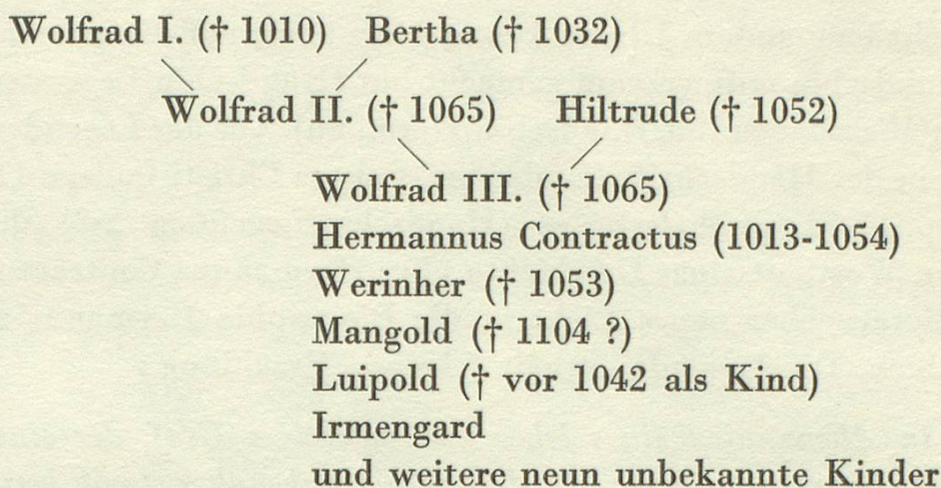 Wolfrad I. († 1010) Bertha († 1032)
Wolfrad II. († 1065) Hiltrude († 1052)
Wolfrad III. († 1065)
Hermannus Contractus (1013-1054)
Werinher († 1053)
Mangold († 1104 ?)
Luipold († vor 1042 als Kind)
Irmengard
und weitere neun unbekannte Kinder